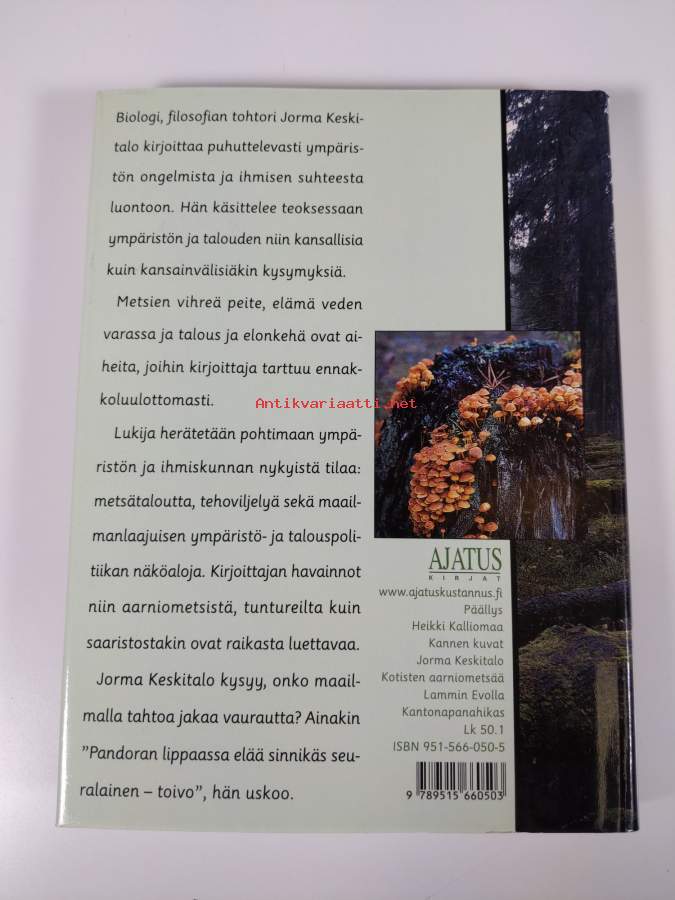 Biologi, filosofian tohtori Jorma Keski-
talo kirjoittaa puhuttelevasti ympäris-
tön ongelmista ja ihmisen suhteesta
luontoon. Hän käsittelee teoksessaan
ympäristön ja talouden niin kansallisia
kuin kansainvälisiäkin kysymyksiä.
Metsien vihreä peite, elämä veden
varassa ja talous ja elonkehä ovat ai-
heita, joihin kirjoittaja tarttuu ennak-
koluulottomasti.
Antikvariaatti.net
Lukija herätetään pohtimaan ympä-
ristön ja ihmiskunnan nykyistä tilaa:
metsätaloutta, tehoviljelyä sekä maail-
manlaajuisen ympäristö- ja talouspoli-
tiikan näköaloja. Kirjoittajan havainnot
niin aarniometsistä, tuntureilta kuin
saaristostakin ovat raikasta luettavaa.
Jorma Keskitalo kysyy, onko maail-
malla tahtoa jakaa vaurautta? Ainakin
”Pandoran lippaassa elää sinnikäs seu-
ralainen – toivo”, hän uskoo.
AJATUS
KIRJAT
www.ajatuskustannus.fi
Päällys
Heikki Kalliomaa
Kannen kuvat
Jorma Keskitalo
Kotisten aarniometsää
Lammin Evolla
Kantonapanahikas
Lk 50.1
ISBN 951-566-050-5
9 789515 660503